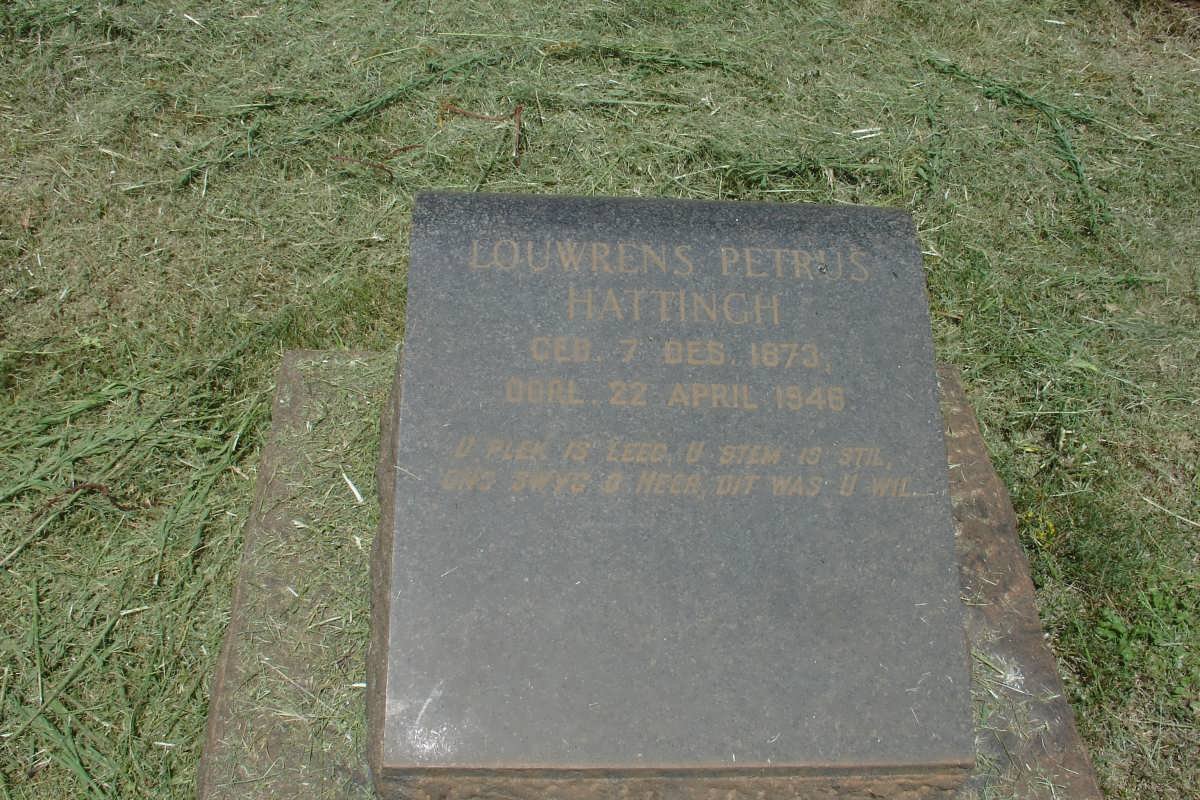 LOUWRENS PETRUS
HATTINGH
GEB. 7 DES. 1873,
OORL. 22 APRIL 1946
U PLEK IS LEEG, U STEM IS STIL,
ONS SWYG O HEER, DIT WAS U WIL.